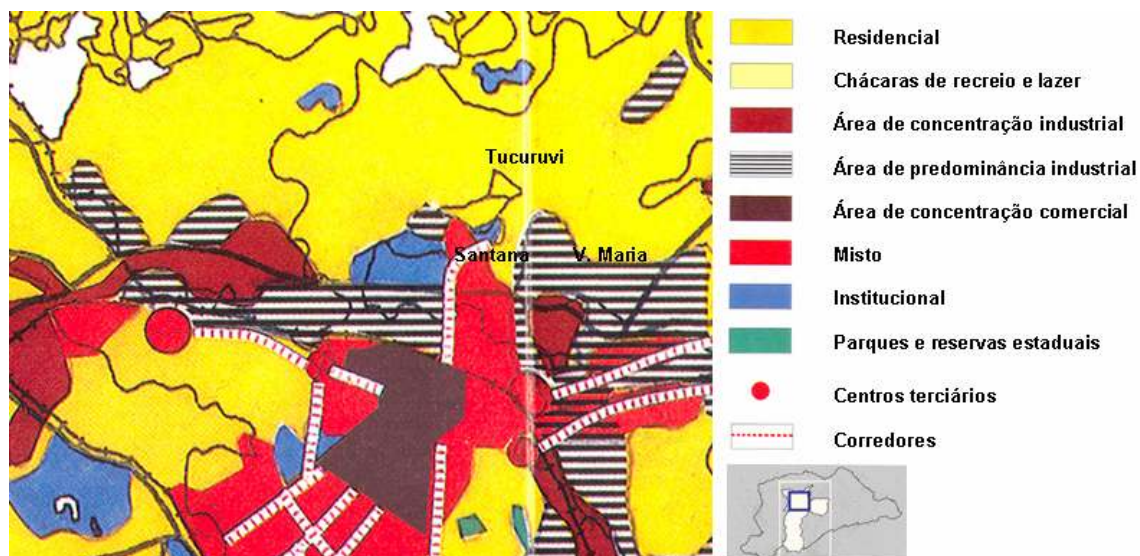 Tucuruvi
Santana
V. Maria
Residencial
Chácaras de recreio e lazer
Área de concentração industrial
Área de predominância industrial
Área de concentração comercial
Misto
Institucional
Parques e reservas estaduais
Centros terciários
Corredores